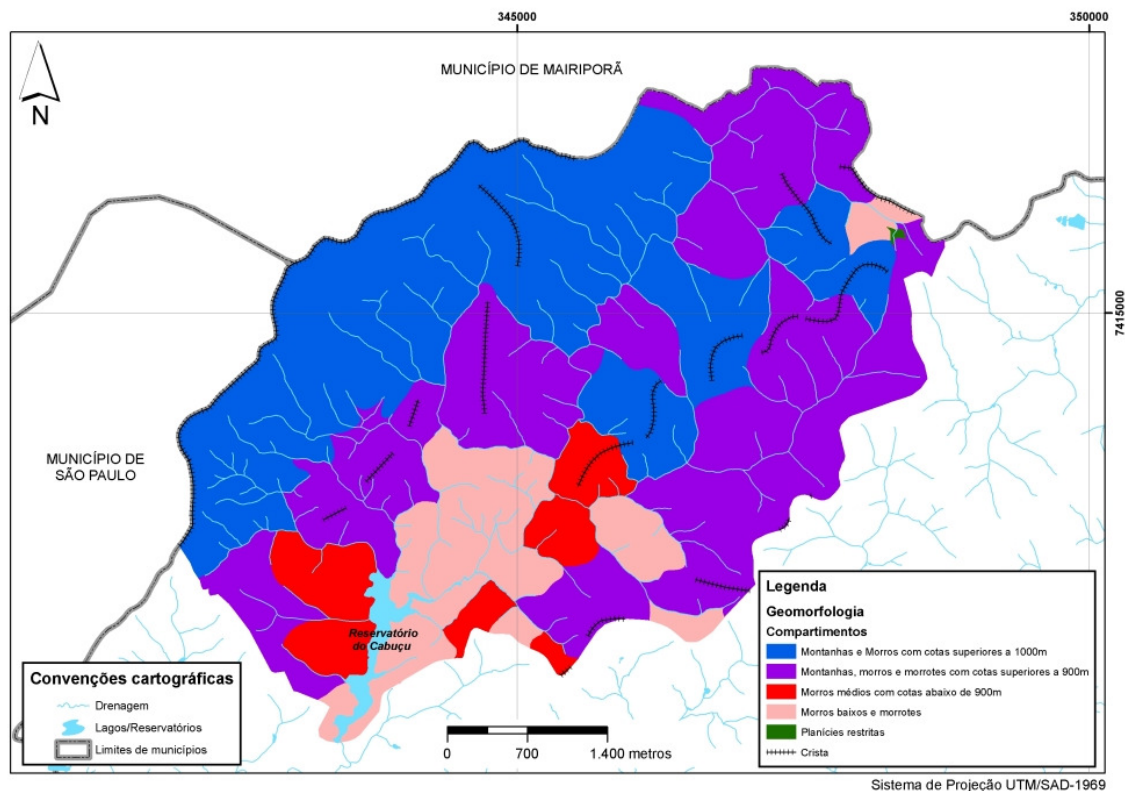 345000
350000
MUNICÍPIO DE MAIRIPORÃ
N
7415000
MUNICÍPIO DE
SÃO PAULO
Reservatório
do Cabuçu
Convenções cartográficas
Drenagem
Lagos/Reservatórios
Limites de municípios
0
700
1.400 metros
Legenda
Geomorfologia
Compartimentos
Montanhas e Morros com cotas superiores a 1000m
Montanhas, morros e morrotes com cotas superiores a 900m
Morros médios com cotas abaixo de 900m
Morros baixos e morrotes
Planícies restritas
Crista
Sistema de Projeção UTM/SAD-1969